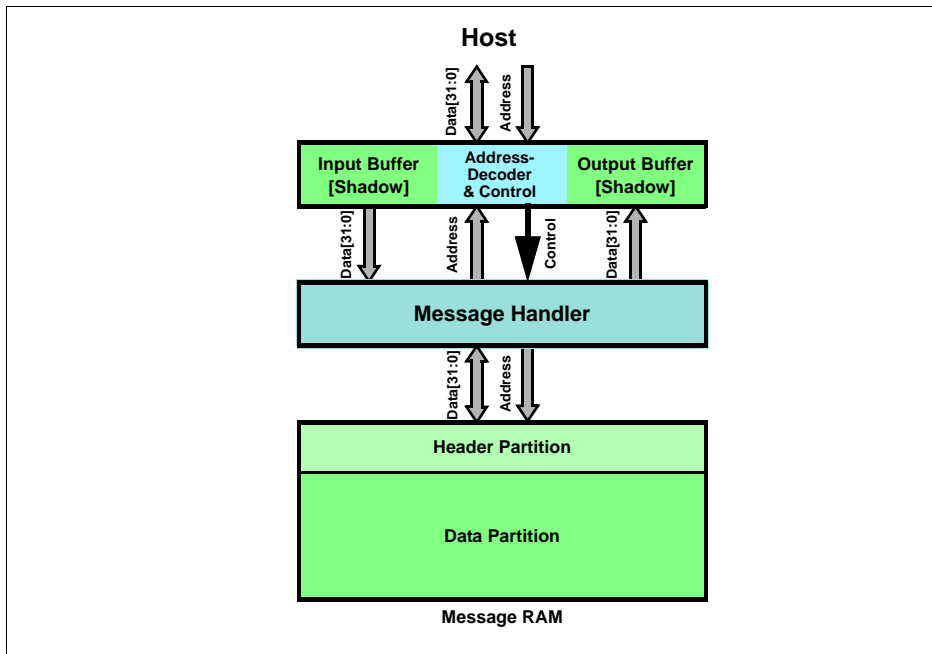 Host
Data[31:0]
Address
Input Buffer
[Shadow]
Address-
Decoder
& Control
Output Buffer
[Shadow]
Data[31:0]
Address
Control
Data[31:0]
Message Handler
Data[31:0]
Address
Header Partition
Data Partition
Message RAM